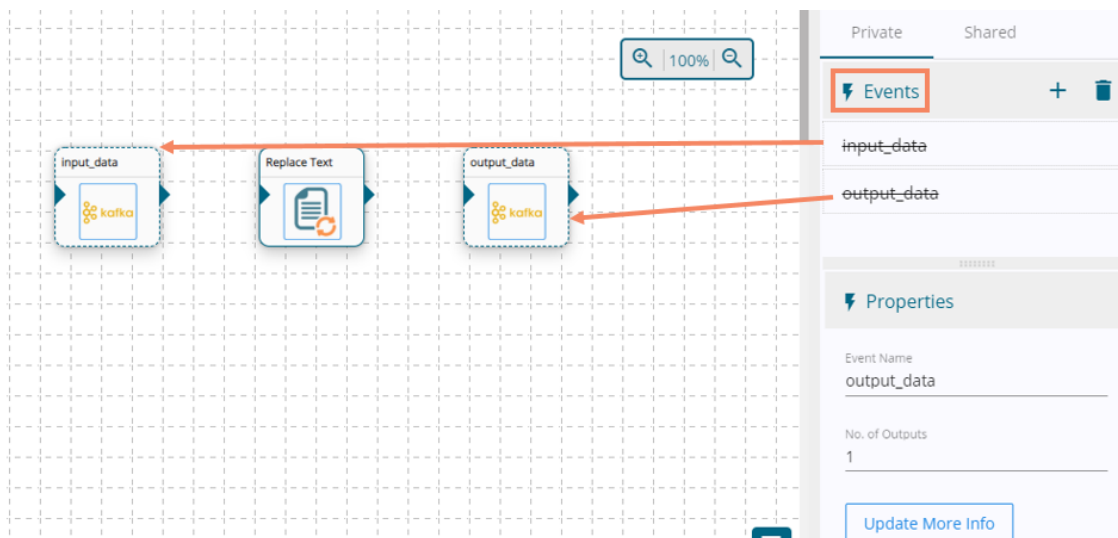 Private Shared
100%
Events +
input_data
output_data
input_data Replace Text output_data
kafka kafka
Properties
Event Name
output_data
No. of Outputs
1
Update More Info